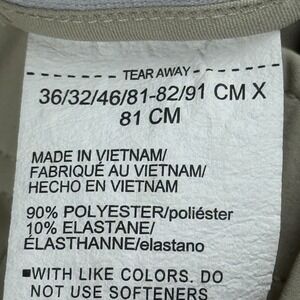 TEAR AWAY
36/32/46/81-82/91 CM X
81 CM
MADE IN VIETNAM/
FABRIQUÉ AU VIETNAM/
HECHO EN VIETNAM
90% POLYESTER/poliéster
10% ELASTANE/
ÉLASTHANNE/elastano
■WITH LIKE COLORS. DO
NOT USE SOFTENERS